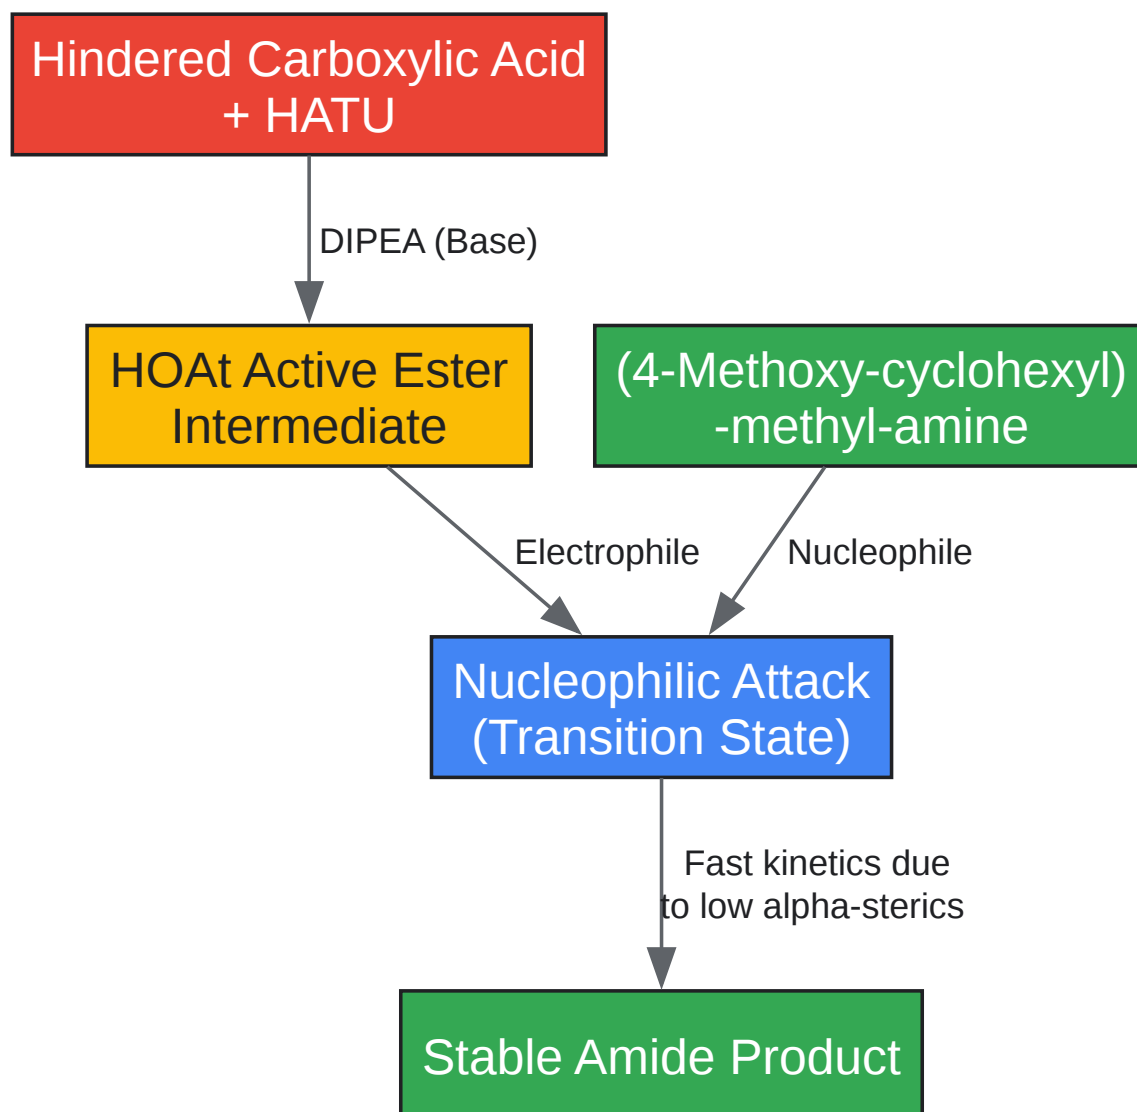 Hindered Carboxylic Acid
+ HATU
DIPEA (Base)
HOAt Active Ester
Intermediate
(4-Methoxy-cyclohexyl)
-methyl-amine
Electrophile
Nucleophile
Nucleophilic Attack
(Transition State)
Fast kinetics due
to low alpha-sterics
Stable Amide Product